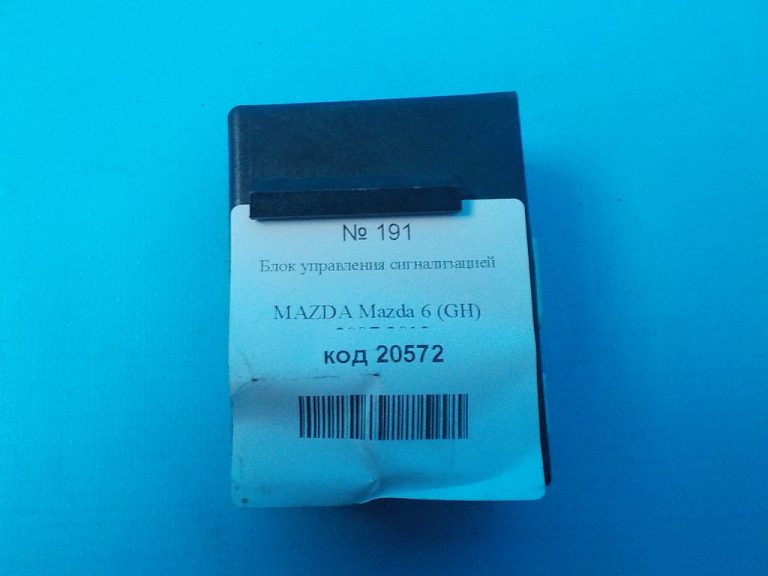 № 191
Блок управления сигнализацией
MAZDA Mazda 6 (GH)
код 20572